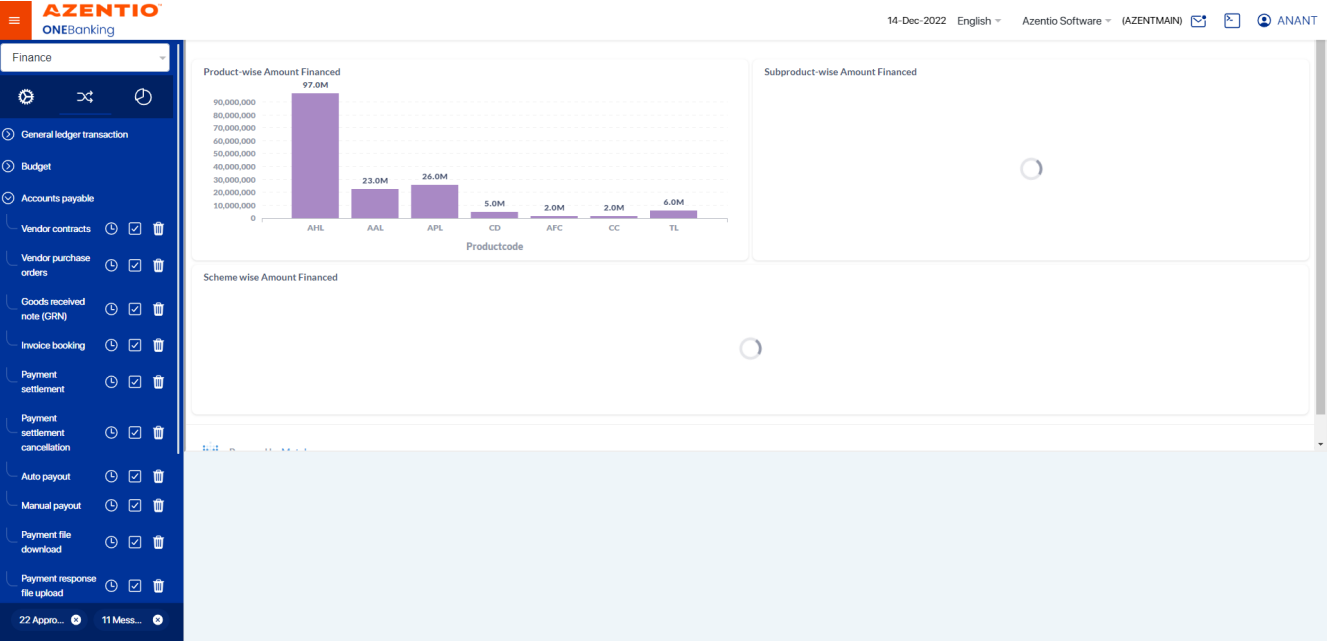 AZENTIO
ONEBanking
14-Dec-2022 English Azentio Software (AZENTMAIN) ANANT
Finance
General ledger transaction
Budget
Accounts payable
Vendor contracts
Vendor purchase
orders
Goods received
note (GRN)
Invoice booking
Payment
settlement
Payment
settlement
cancellation
Auto payout
Manual payout
Payment file
download
Payment response
file upload
22 Appro...
11 Mess...
Product-wise Amount Financed
97.0M
90,000,000
80,000,000
70,000,000
60,000,000
50,000,000
40,000,000
30,000,000
20,000,000
10,000,000
0
23.0M
26.0M
5.0M
2.0M
2.0M
6.0M
AHL AAL APL CD AFC CC TL
Productcode
Subproduct-wise Amount Financed
Scheme wise Amount Financed